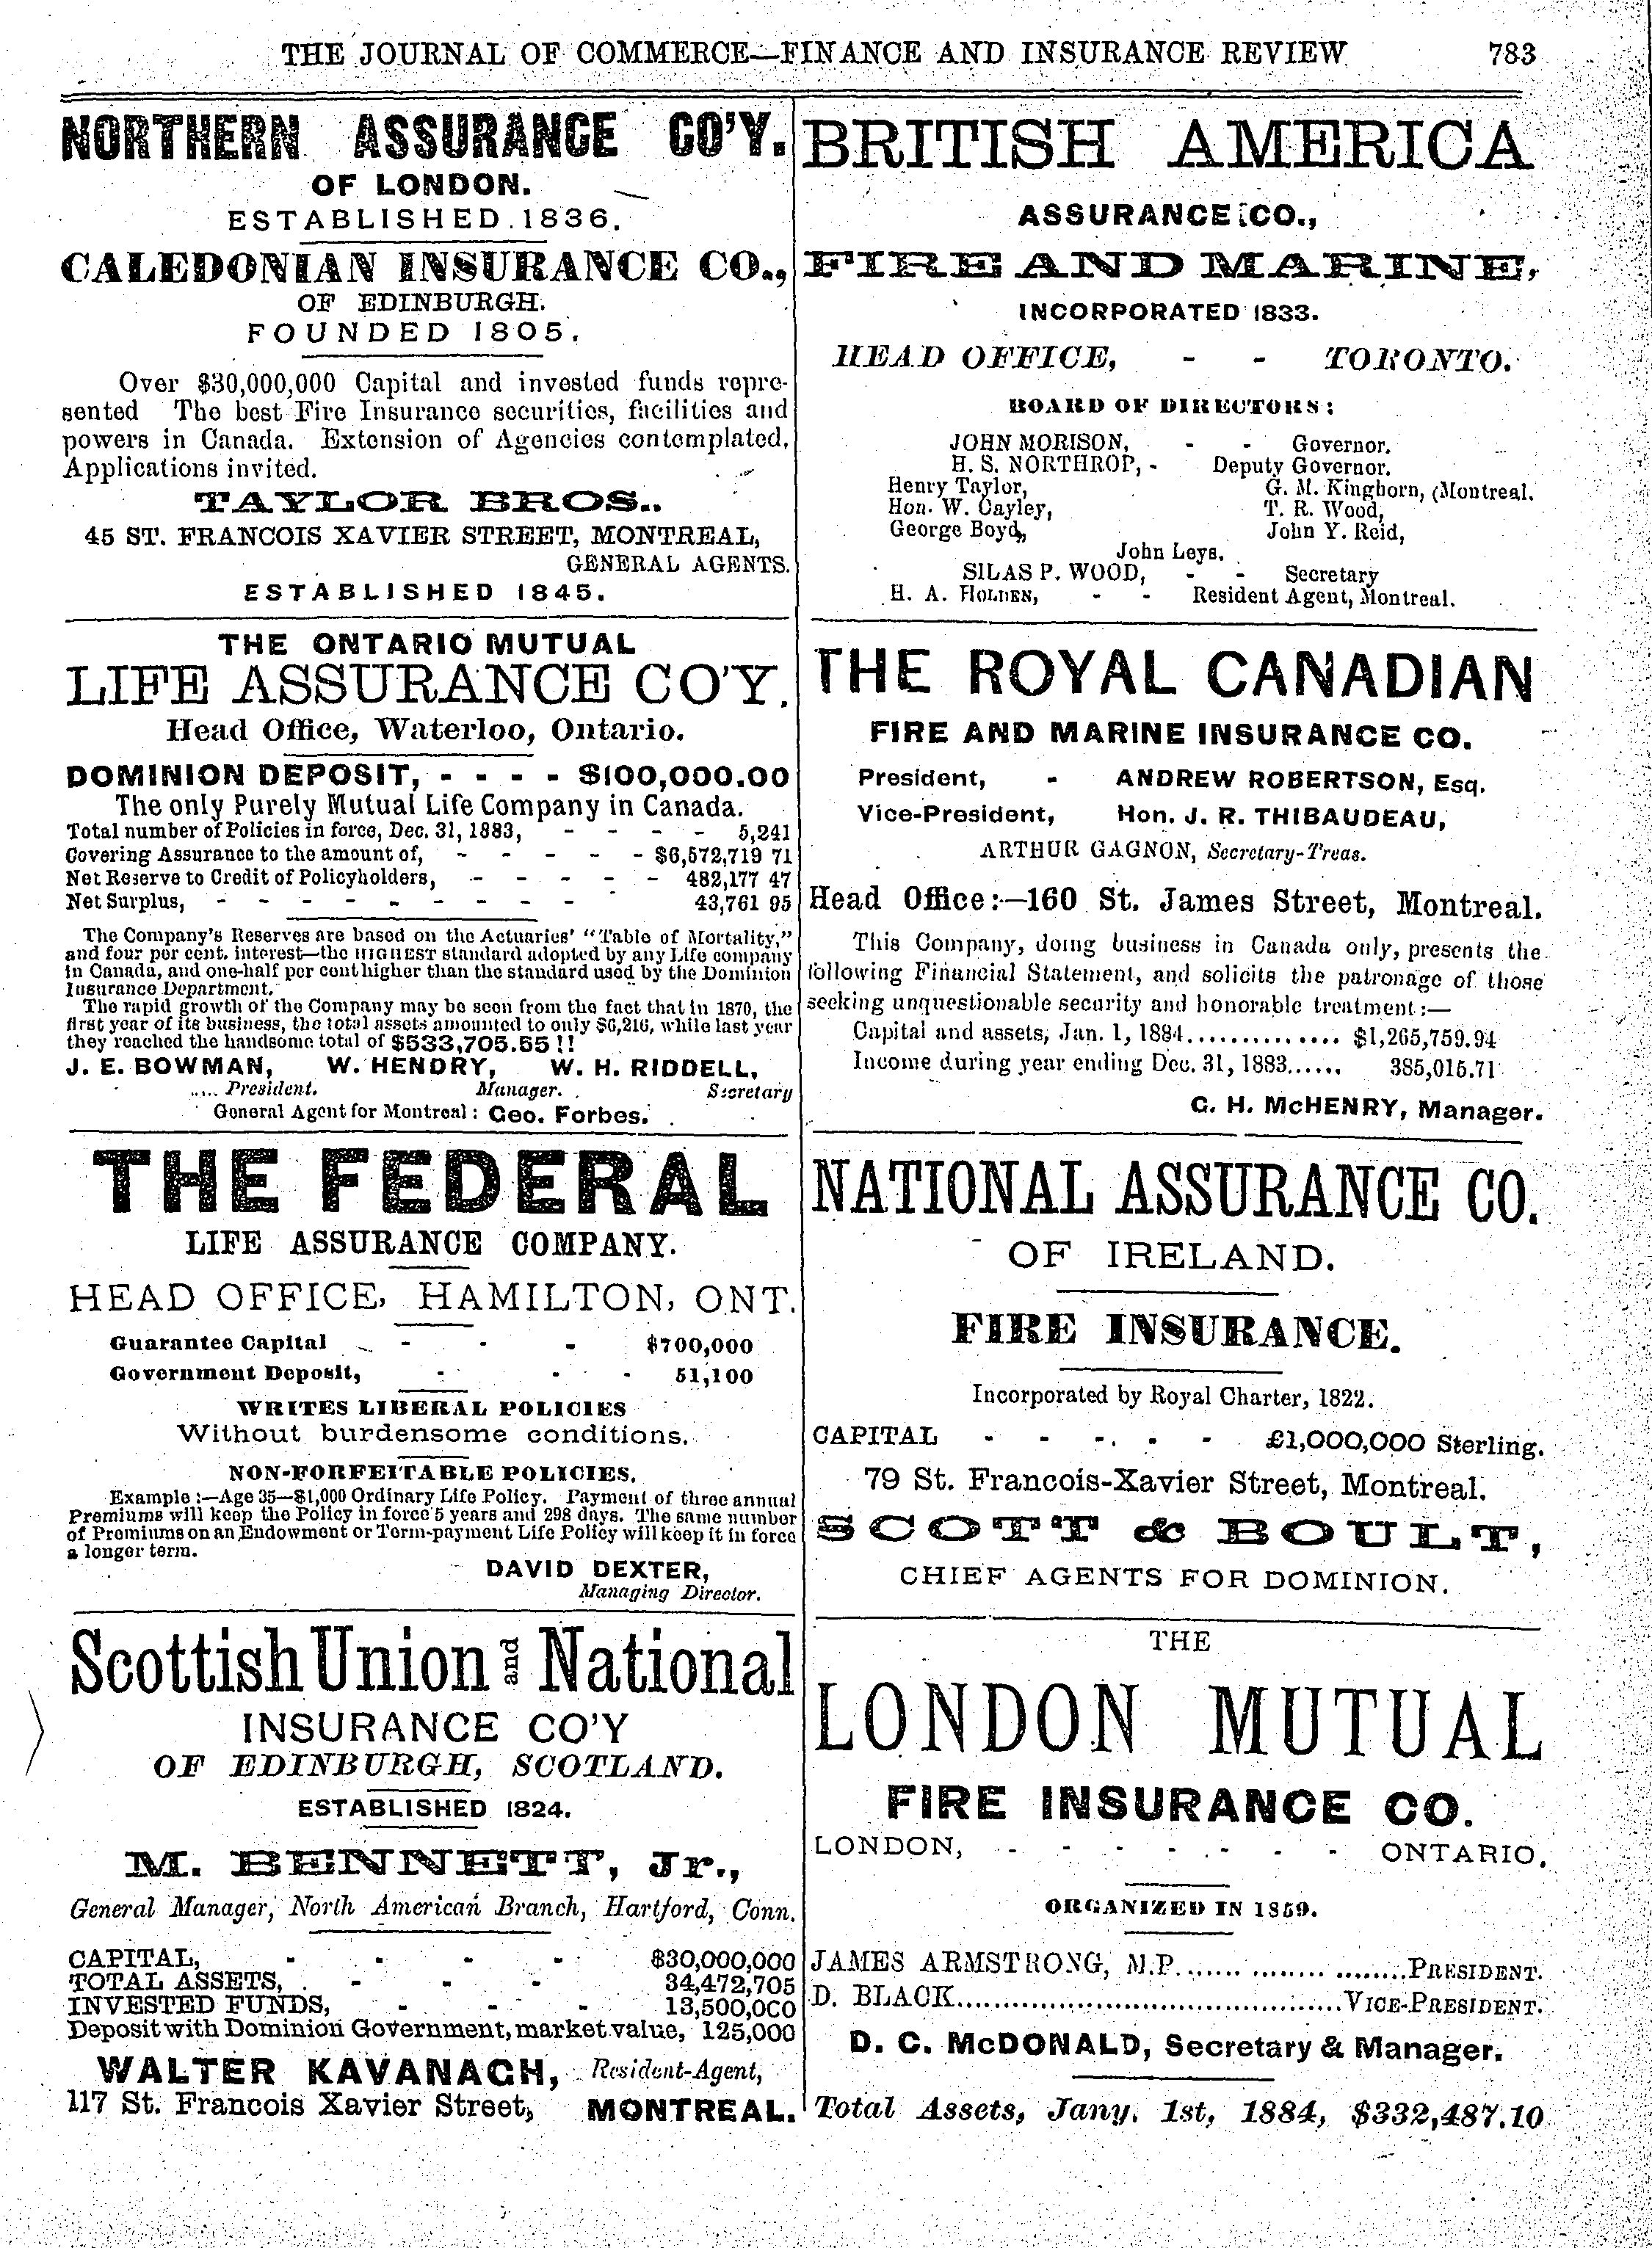 THE JOURNAL OF COMMERCE—FINANCE AND INSURANCE REVIEW 783
NORTHERN ASSURANCE CO'Y.
OF LONDON.
ESTABLISHED 1836.
CALEDONIAN INSURANCE CO.,
OF EDINBURGH.
FOUNDED 1805.
Over $30,000,000 Capital and invested funds repre-
sented The best Fire Insurance securities, facilities and
powers in Canada. Extension of Agencies contemplated,
Applications invited.
TAYLOR BROS..
45 ST. FRANCOIS XAVIER STREET, MONTREAL,
GENERAL AGENTS.
ESTABLISHED 1845.
THE ONTARIO MUTUAL
LIFE ASSURANCE CO'Y.
Head Office, Waterloo, Ontario.
DOMINION DEPOSIT, - - - - $100,000.00
The only Purely Mutual Life Company in Canada.
Total number of Policies in force, Dec. 31, 1883, - - - - 5,241
Covering Assurance to the amount of, - - - - - $6,572,719 71
Net Reserve to Credit of Policyholders, - - - - - 482,177 47
Net Surplus, - - - - - - - - - 43,761 95
The Company's Reserves are based on the Actuaries' "Table of Mortality,"
and four per cent. interest—the HIGHEST standard adopted by any Life company
in Canada, and one-half per cent higher than the standard used by the Dominion
Insurance Department.
The rapid growth of the Company may be seen from the fact that in 1870, the
first year of its business, the total assets amounted to only $6,216, while last year
they reached the handsome total of $533,705.55!!
J. E. BOWMAN, W. HENDRY, W. H. RIDDELL,
President. Manager. Secretary
General Agent for Montreal: Geo. Forbes.
THE FEDERAL
LIFE ASSURANCE COMPANY.
HEAD OFFICE, HAMILTON, ONT.
Guarantee Capital - - - $700,000
Government Deposit, - - - 51,100
WRITES LIBERAL POLICIES
Without burdensome conditions.
NON-FORFEITABLE POLICIES.
Example:—Age 35—$1,000 Ordinary Life Policy. Payment of three annual
Premiums will keep the Policy in force 5 years and 298 days. The same number
of Premiums on an Endowment or Term-payment Life Policy will keep it in force
a longer term.
DAVID DEXTER,
Managing Director.
Scottish Union and National
INSURANCE CO'Y
OF EDINBURGH, SCOTLAND.
ESTABLISHED 1824.
M. BENNETT, Jr.,
General Manager, North American Branch, Hartford, Conn.
CAPITAL, - - - - $30,000,000
TOTAL ASSETS, - - - 34,472,705
INVESTED FUNDS, - - - 13,500,000
Deposit with Dominion Government, market value, 125,000
WALTER KAVANAGH, Resident-Agent,
117 St. Francois Xavier Street, MONTREAL.
BRITISH AMERICA
ASSURANCE CO.,
FIRE AND MARINE,
INCORPORATED 1833.
HEAD OFFICE, - - TORONTO.
BOARD OF DIRECTORS:
JOHN MORISON, - - Governor.
H. S. NORTHROP, - Deputy Governor.
Henry Taylor, G. M. Kinghorn, (Montreal.
Hon. W. Cayley, T. R. Wood,
George Boyd, John Y. Reid,
John Leys.
SILAS P. WOOD, - - Secretary
H. A. HOLDEN, - - Resident Agent, Montreal.
THE ROYAL CANADIAN
FIRE AND MARINE INSURANCE CO.
President, - ANDREW ROBERTSON, Esq.
Vice-President, Hon. J. R. THIBAUDEAU,
ARTHUR GAGNON, Secretary-Treas.
Head Office:—160 St. James Street, Montreal.
This Company, doing business in Canada only, presents the
following Financial Statement, and solicits the patronage of those
seeking unquestionable security and honorable treatment:—
Capital and assets, Jan. 1, 1884.............. $1,265,759.94
Income during year ending Dec. 31, 1883...... 385,015.71
C. H. McHENRY, Manager.
NATIONAL ASSURANCE CO.
OF IRELAND.
FIRE INSURANCE.
Incorporated by Royal Charter, 1822.
CAPITAL - - - - - £1,000,000 Sterling.
79 St. Francois-Xavier Street, Montreal.
SCOTT & BOULT,
CHIEF AGENTS FOR DOMINION.
THE
LONDON MUTUAL
FIRE INSURANCE CO.
LONDON, - - - - - - - ONTARIO.
ORGANIZED IN 1859.
JAMES ARMSTRONG, M.P........................PRESIDENT.
D. BLACK........................................VICE-PRESIDENT.
D. C. McDONALD, Secretary & Manager.
Total Assets, Jany. 1st, 1884, $332,487.10